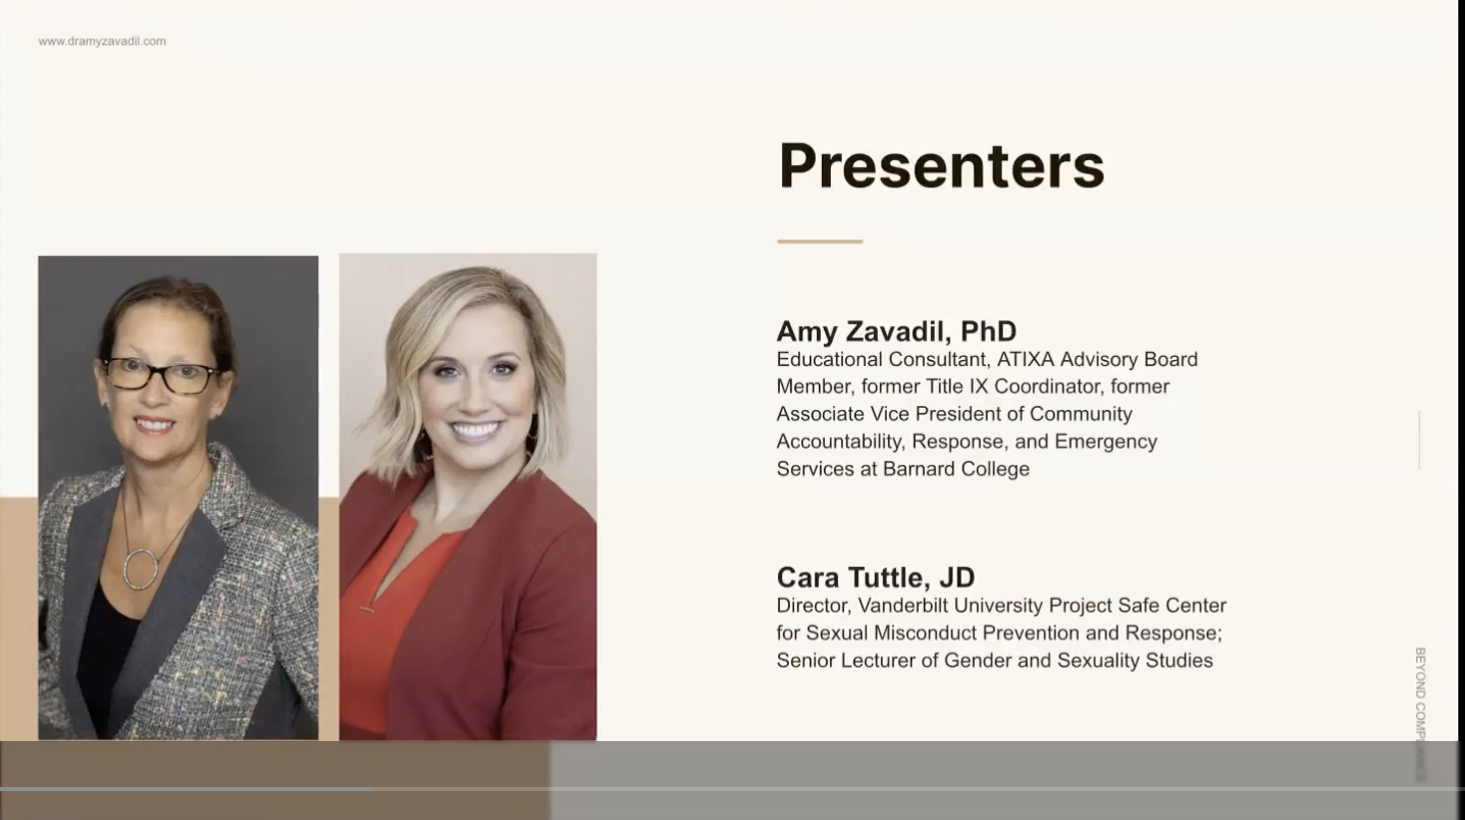 www.dramyzavadil.com
Presenters
Amy Zavadil, PhD
Educational Consultant, ATIXA Advisory Board
Member, former Title IX Coordinator, former
Associate Vice President of Community
Accountability, Response, and Emergency
Services at Barnard College
Cara Tuttle, JD
Director, Vanderbilt University Project Safe Center
for Sexual Misconduct Prevention and Response;
Senior Lecturer of Gender and Sexuality Studies
BEYOND COMPLIANCE